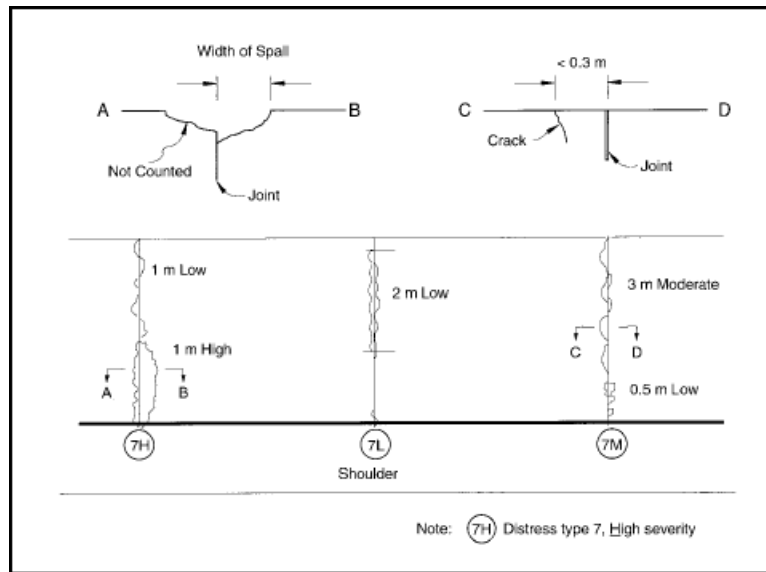 Width of Spall
< 0.3 m
A
B
C
D
Crack
Not Counted
Joint
Joint
1 m Low
2 m Low
3 m Moderate
1 m High
C
D
A
B
0.5 m Low
7H
7L
7M
Shoulder
Note: 7H Distress type 7, High severity